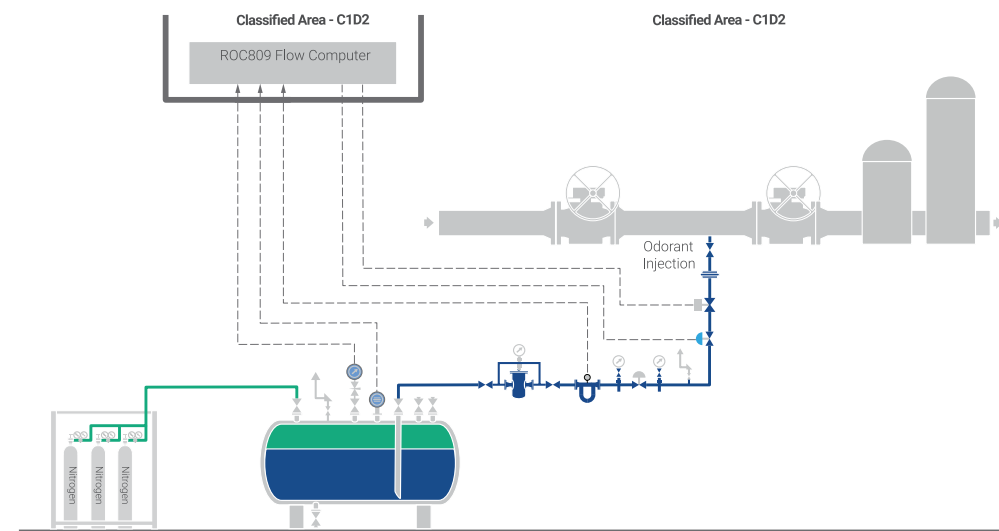 Classified Area - C1D2
Classified Area - C1D2
ROC809 Flow Computer
Odorant
Injection
Nitrogen
Nitrogen
Nitrogen